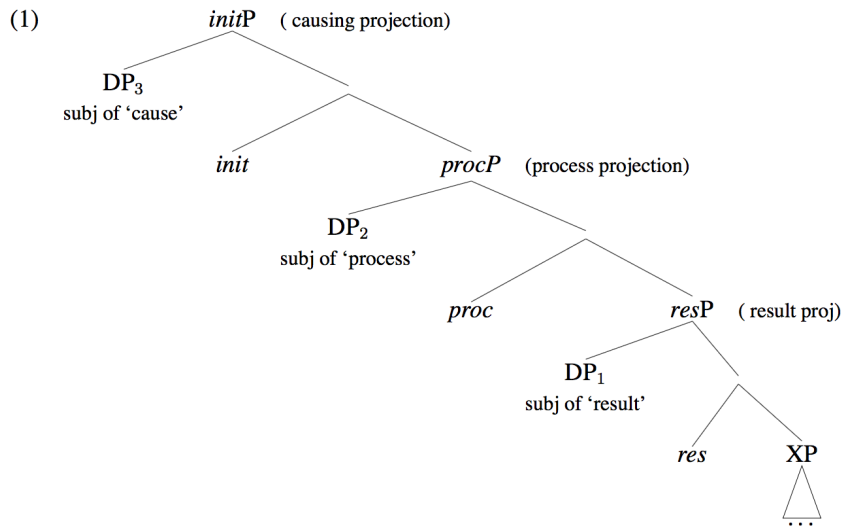 (1) initP ( causing projection)
DP₃
subj of ‘cause’
init procP (process projection)
DP₂
subj of ‘process’
proc resP ( result proj)
DP₁
subj of ‘result’
res XP
...